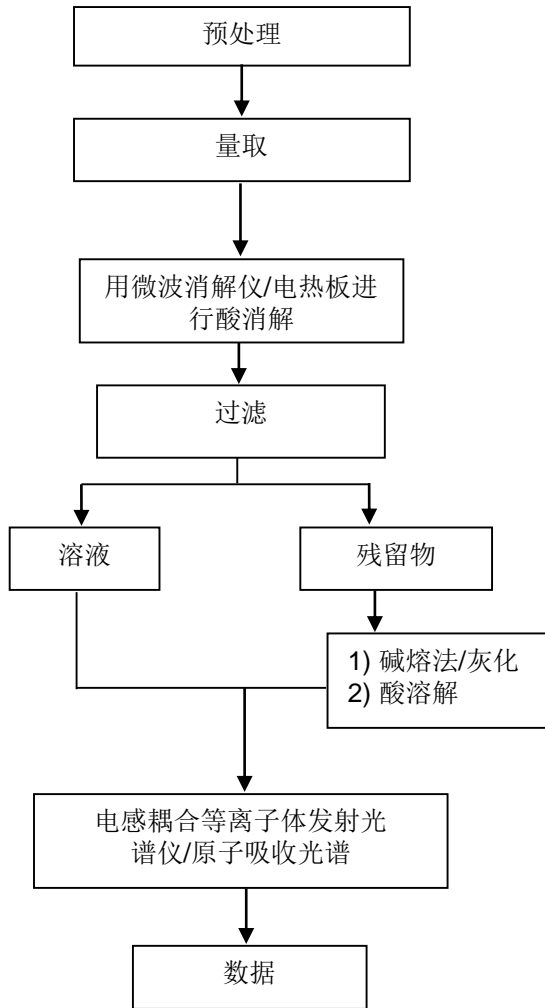 预处理
量取
用微波消解仪/电热板进
行酸消解
过滤
溶液
残留物
1) 碱熔法/灰化
2) 酸溶解
电感耦合等离子体发射光
谱仪/原子吸收光谱
数据